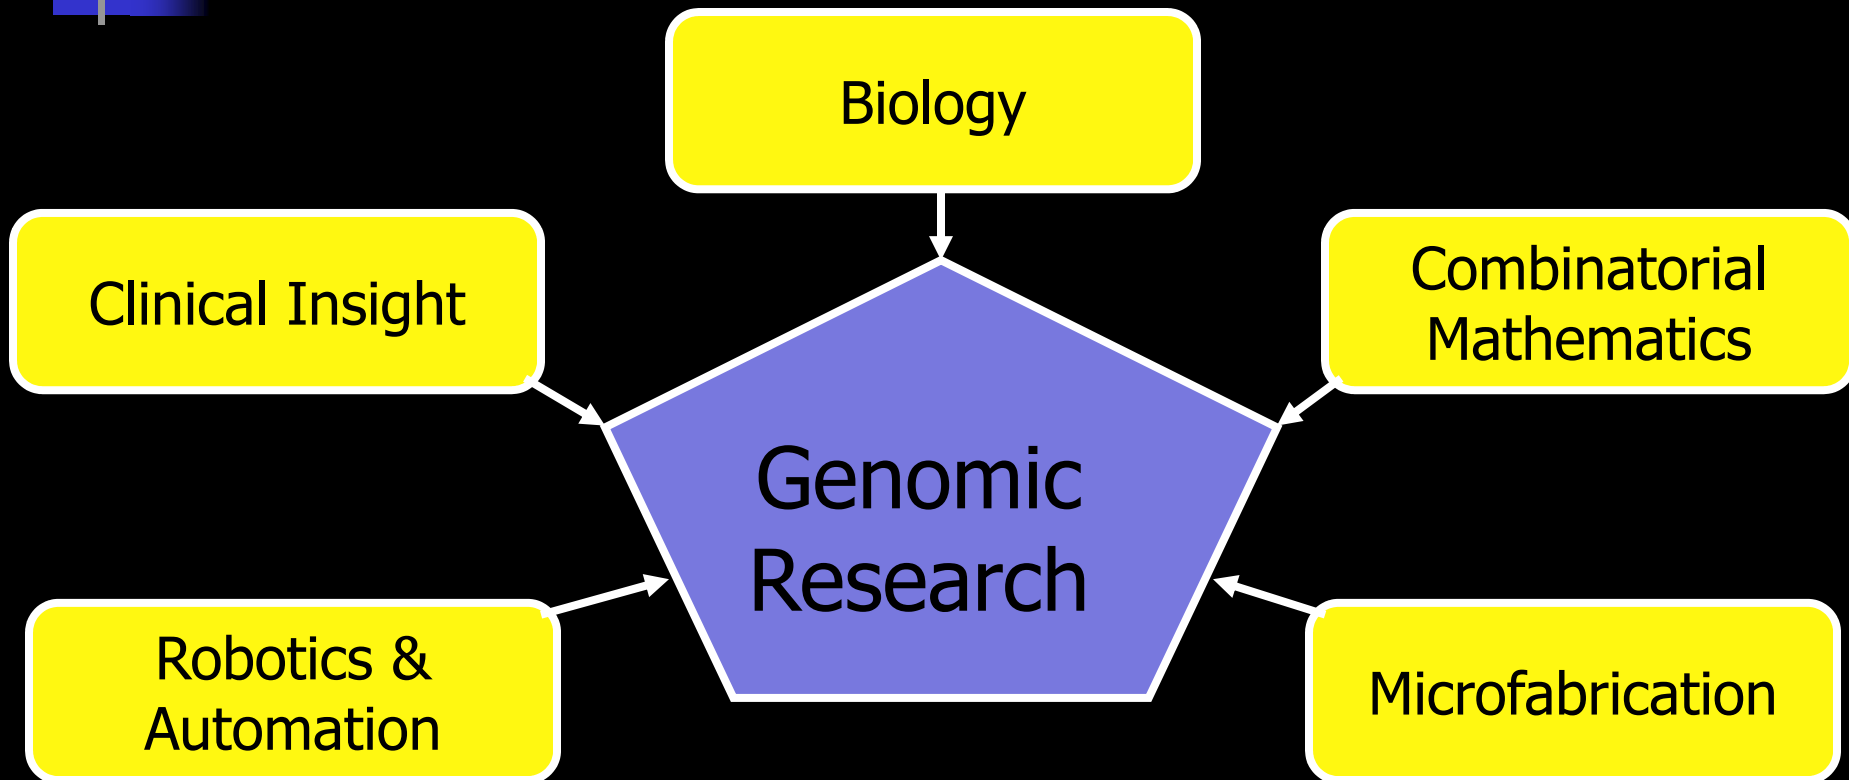 Biology
Clinical Insight
Combinatorial
Mathematics
Genomic
Research
Robotics &
Automation
Microfabrication